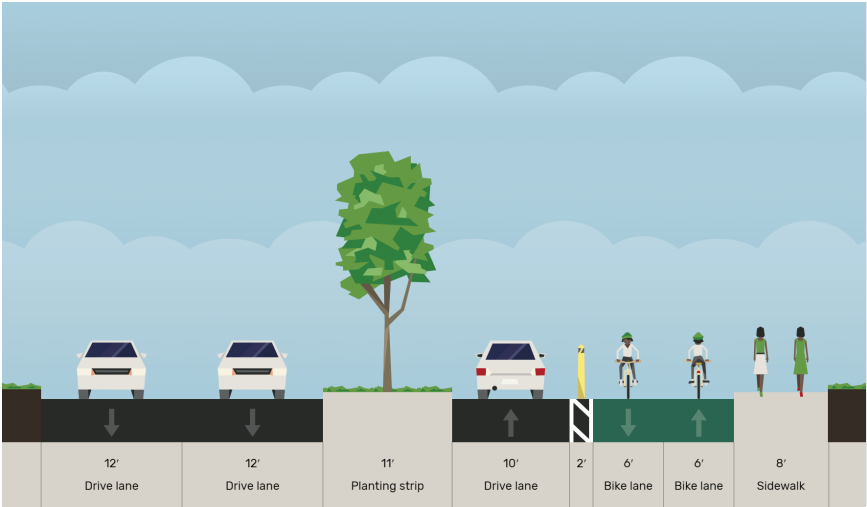 12′
Drive lane
12′
Drive lane
11′
Planting strip
10′
Drive lane
2′
6′
Bike lane
6′
Bike lane
8′
Sidewalk